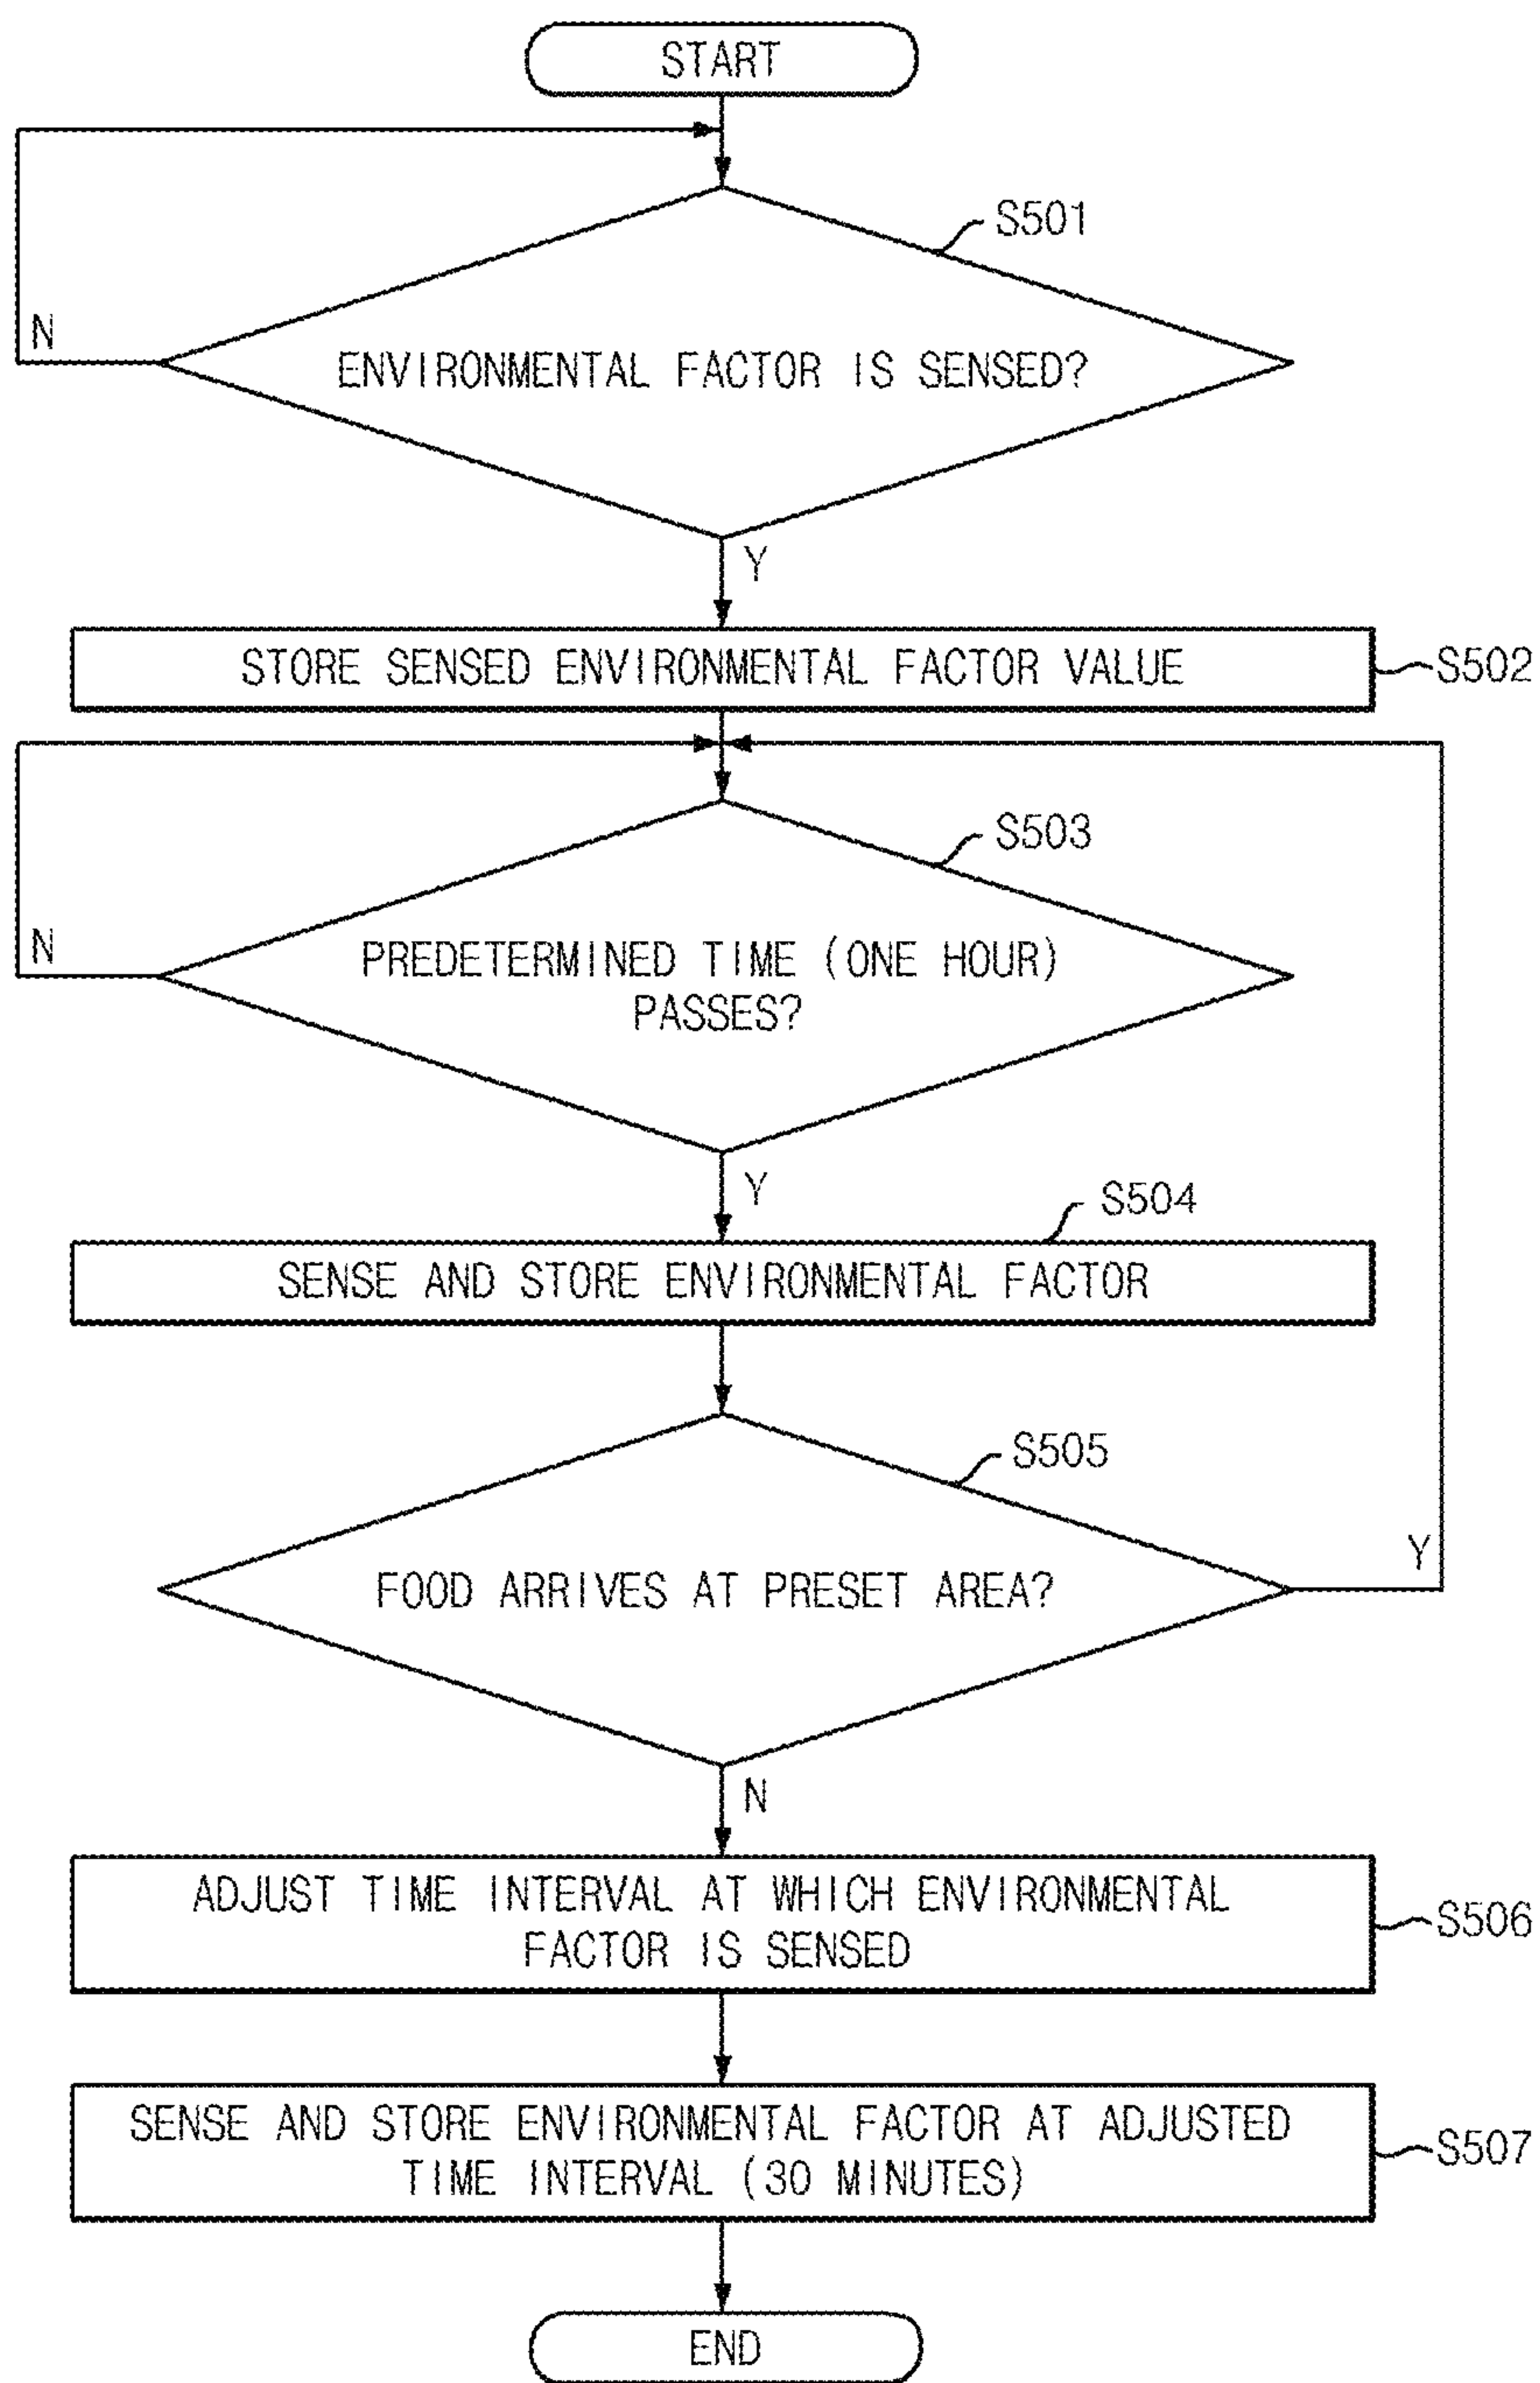 START
S501
N
ENVIRONMENTAL FACTOR IS SENSED?
Y
STORE SENSED ENVIRONMENTAL FACTOR VALUE
S502
S503
N
PREDETERMINED TIME (ONE HOUR)
PASSES?
Y
S504
SENSE AND STORE ENVIRONMENTAL FACTOR
S505
Y
FOOD ARRIVES AT PRESET AREA?
N
ADJUST TIME INTERVAL AT WHICH ENVIRONMENTAL
FACTOR IS SENSED
S506
SENSE AND STORE ENVIRONMENTAL FACTOR AT ADJUSTED
TIME INTERVAL (30 MINUTES)
S507
END